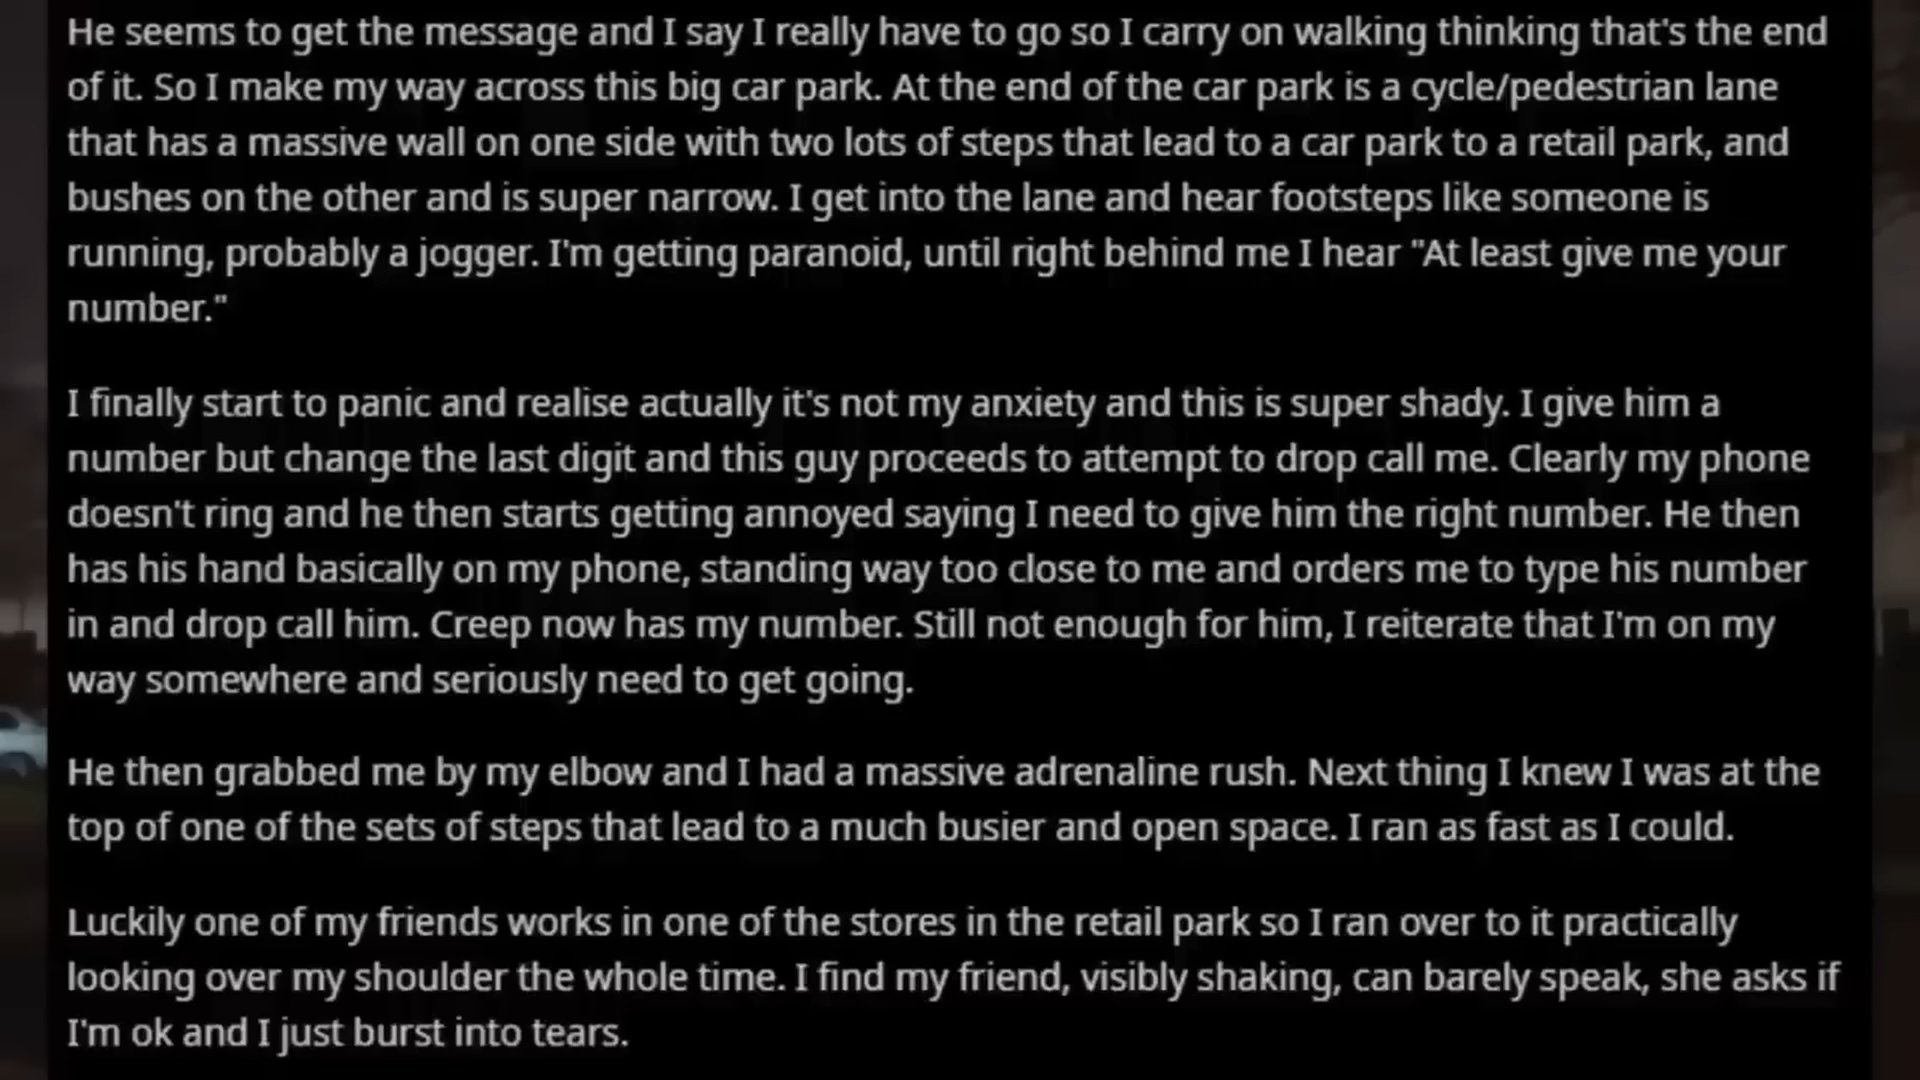 He seems to get the message and I say I really have to go so I carry on walking thinking that's the end
of it. So I make my way across this big car park. At the end of the car park is a cycle/pedestrian lane
that has a massive wall on one side with two lots of steps that lead to a car park to a retail park, and
bushes on the other and is super narrow. I get into the lane and hear footsteps like someone is
running, probably a jogger. I'm getting paranoid, until right behind me I hear "At least give me your
number."
I finally start to panic and realise actually it's not my anxiety and this is super shady. I give him a
number but change the last digit and this guy proceeds to attempt to drop call me. Clearly my phone
doesn't ring and he then starts getting annoyed saying I need to give him the right number. He then
has his hand basically on my phone, standing way too close to me and orders me to type his number
in and drop call him. Creep now has my number. Still not enough for him, I reiterate that I'm on my
way somewhere and seriously need to get going.
He then grabbed me by my elbow and I had a massive adrenaline rush. Next thing I knew I was at the
top of one of the sets of steps that lead to a much busier and open space. I ran as fast as I could.
Luckily one of my friends works in one of the stores in the retail park so I ran over to it practically
looking over my shoulder the whole time. I find my friend, visibly shaking, can barely speak, she asks if
I'm ok and I just burst into tears.